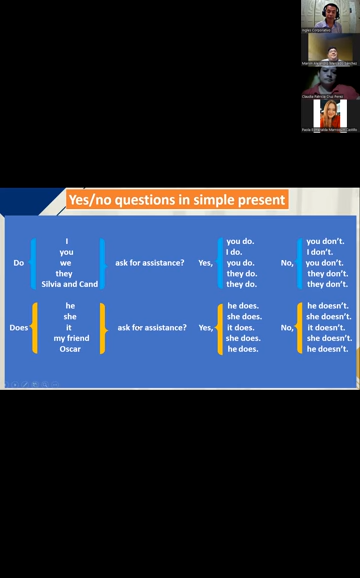 Ingles Corporativo
Yes/no questions in simple present
Do
I
you
we
they
Silvia and Cand
ask for assistance?
Yes,
you do.
I do.
you do.
they do.
they do.
No,
you don't.
I don't.
you don't.
they don't.
they don't.
Does
he
she
it
my friend
Oscar
ask for assistance?
Yes,
he does.
she does.
it does.
she does.
he does.
No,
he doesn't.
she doesn't.
it doesn't.
she doesn't.
he doesn't.